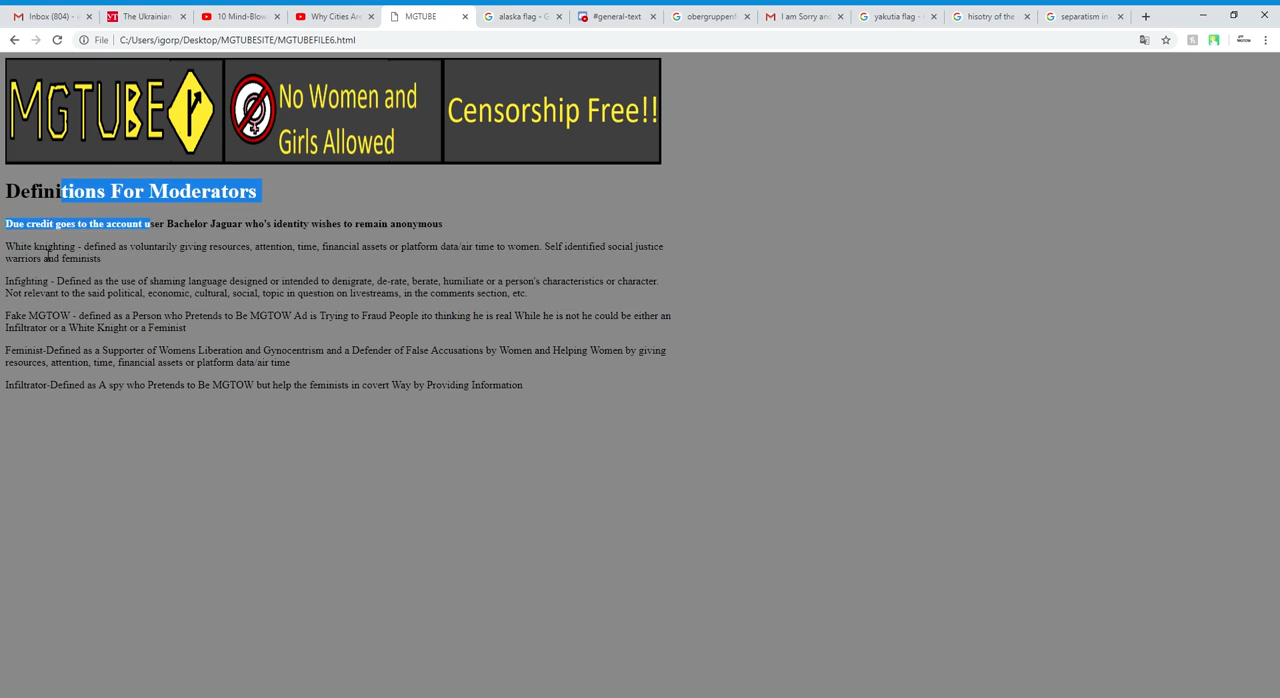 Inbox (804) -
The Ukrainian
10 Mind-Blow
Why Cities Are
MGTUBE
alaska flag - G
#general-text
obergruppenf
I am Sorry and
yakutia flag -
hisotry of the
separatism in
File C:/Users/igorp/Desktop/MGTUBESITE/MGTUBEFILE6.html
MGTUBE
No Women and
Girls Allowed
Censorship Free!!
Definitions For Moderators
Due credit goes to the account user Bachelor Jaguar who's identity wishes to remain anonymous
White knighting - defined as voluntarily giving resources, attention, time, financial assets or platform data/air time to women. Self identified social justice
warriors and feminists
Infighting - Defined as the use of shaming language designed or intended to denigrate, de-rate, berate, humiliate or a person's characteristics or character.
Not relevant to the said political, economic, cultural, social, topic in question on livestreams, in the comments section, etc.
Fake MGTOW - defined as a Person who Pretends to Be MGTOW Ad is Trying to Fraud People ito thinking he is real While he is not he could be either an
Infiltrator or a White Knight or a Feminist
Feminist-Defined as a Supporter of Womens Liberation and Gynocentrism and a Defender of False Accusations by Women and Helping Women by giving
resources, attention, time, financial assets or platform data/air time
Infiltrator-Defined as A spy who Pretends to Be MGTOW but help the feminists in covert Way by Providing Information